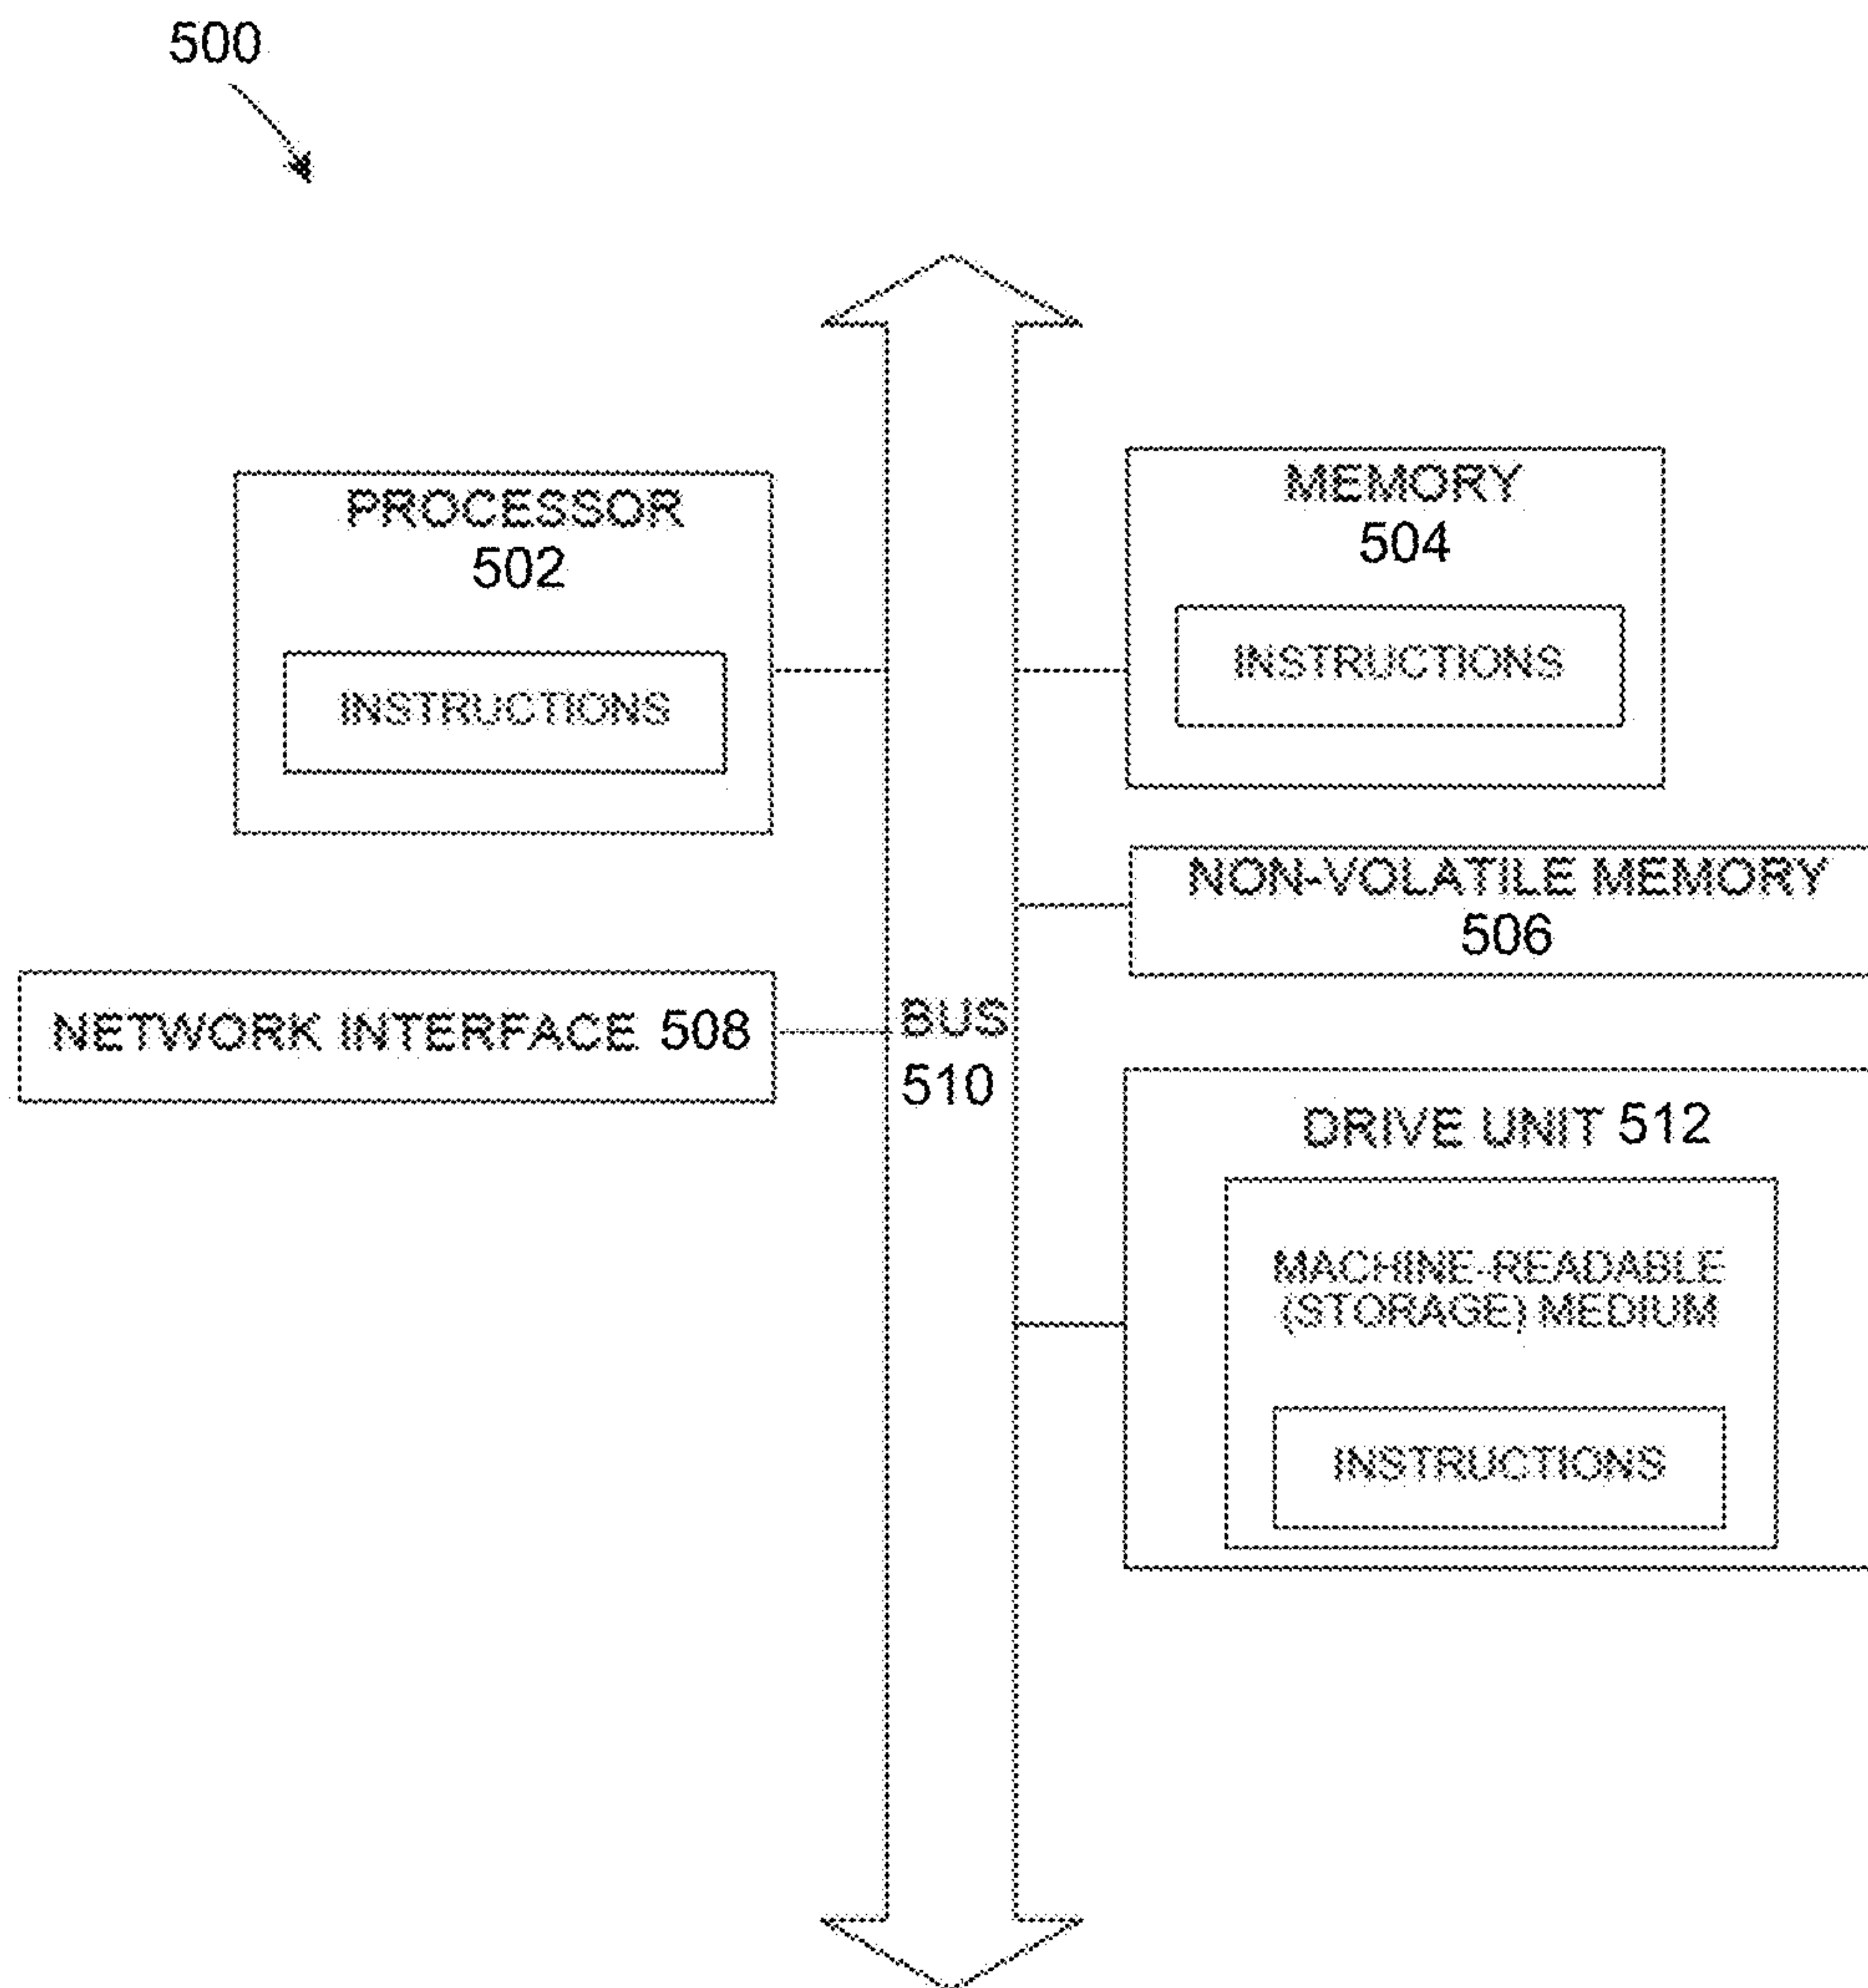 500
PROCESSOR
502
INSTRUCTIONS
MEMORY
504
INSTRUCTIONS
NON-VOLATILE MEMORY
506
NETWORK INTERFACE 508
BUS
510
DRIVE UNIT 512
MACHINE-READABLE
(STORAGE) MEDIUM
INSTRUCTIONS